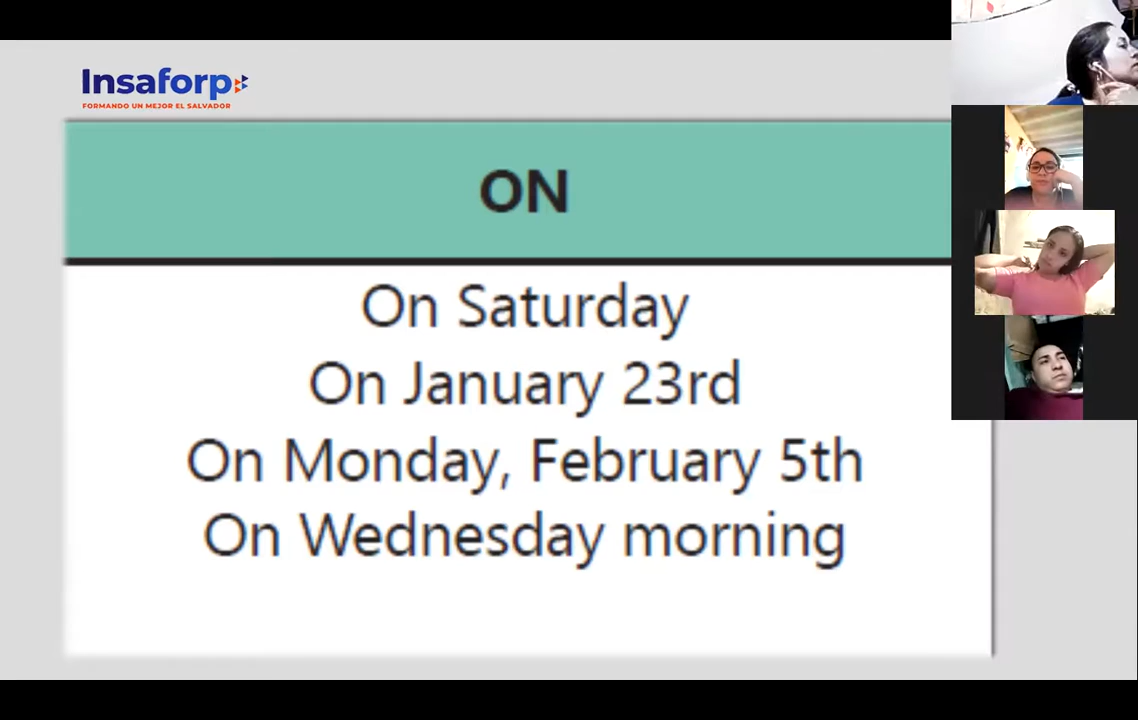 Insaforp
FORMANDO UN MEJOR EL SALVADOR
ON
On Saturday
On January 23rd
On Monday, February 5th
On Wednesday morning